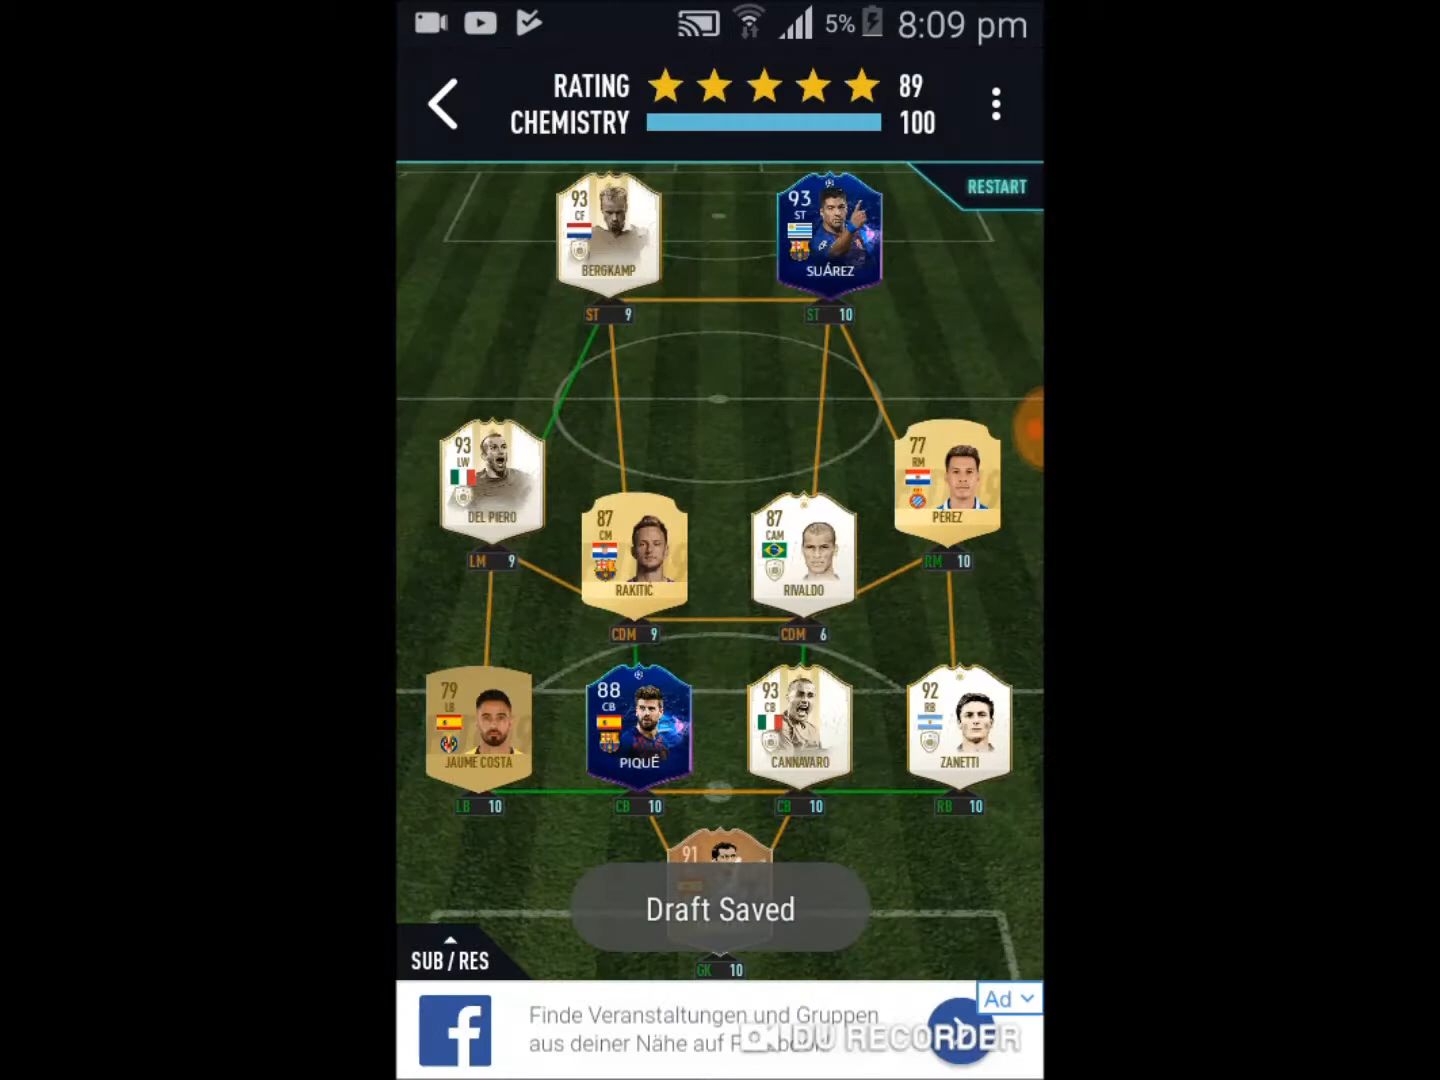 5% 8:09 pm
RATING 89
CHEMISTRY 100
RESTART
93
CF
BERGKAMP
ST 9
93
ST
SUÁREZ
ST 10
93
LW
DEL PIERO
LM 9
87
CM
RAKITIĆ
CDM 9
87
CAM
RIVALDO
CDM 6
77
RM
PÉREZ
RM 10
79
LB
JAUME COSTA
LB 10
88
CB
PIQUÉ
CB 10
93
CB
CANNAVARO
CB 10
92
RB
ZANETTI
RB 10
91
Draft Saved
GK 10
SUB / RES
Ad
Finde Veranstaltungen und Gruppen
aus deiner Nähe auf
DU RECORDER